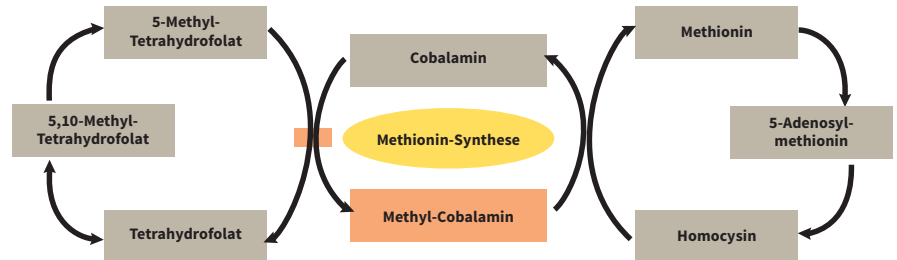 5-Methyl-
Tetrahydrofolat
Cobalamin
Methionin
5,10-Methyl-
Tetrahydrofolat
Methionin-Synthese
5-Adenosyl-
methionin
Tetrahydrofolat
Methyl-Cobalamin
Homocysin